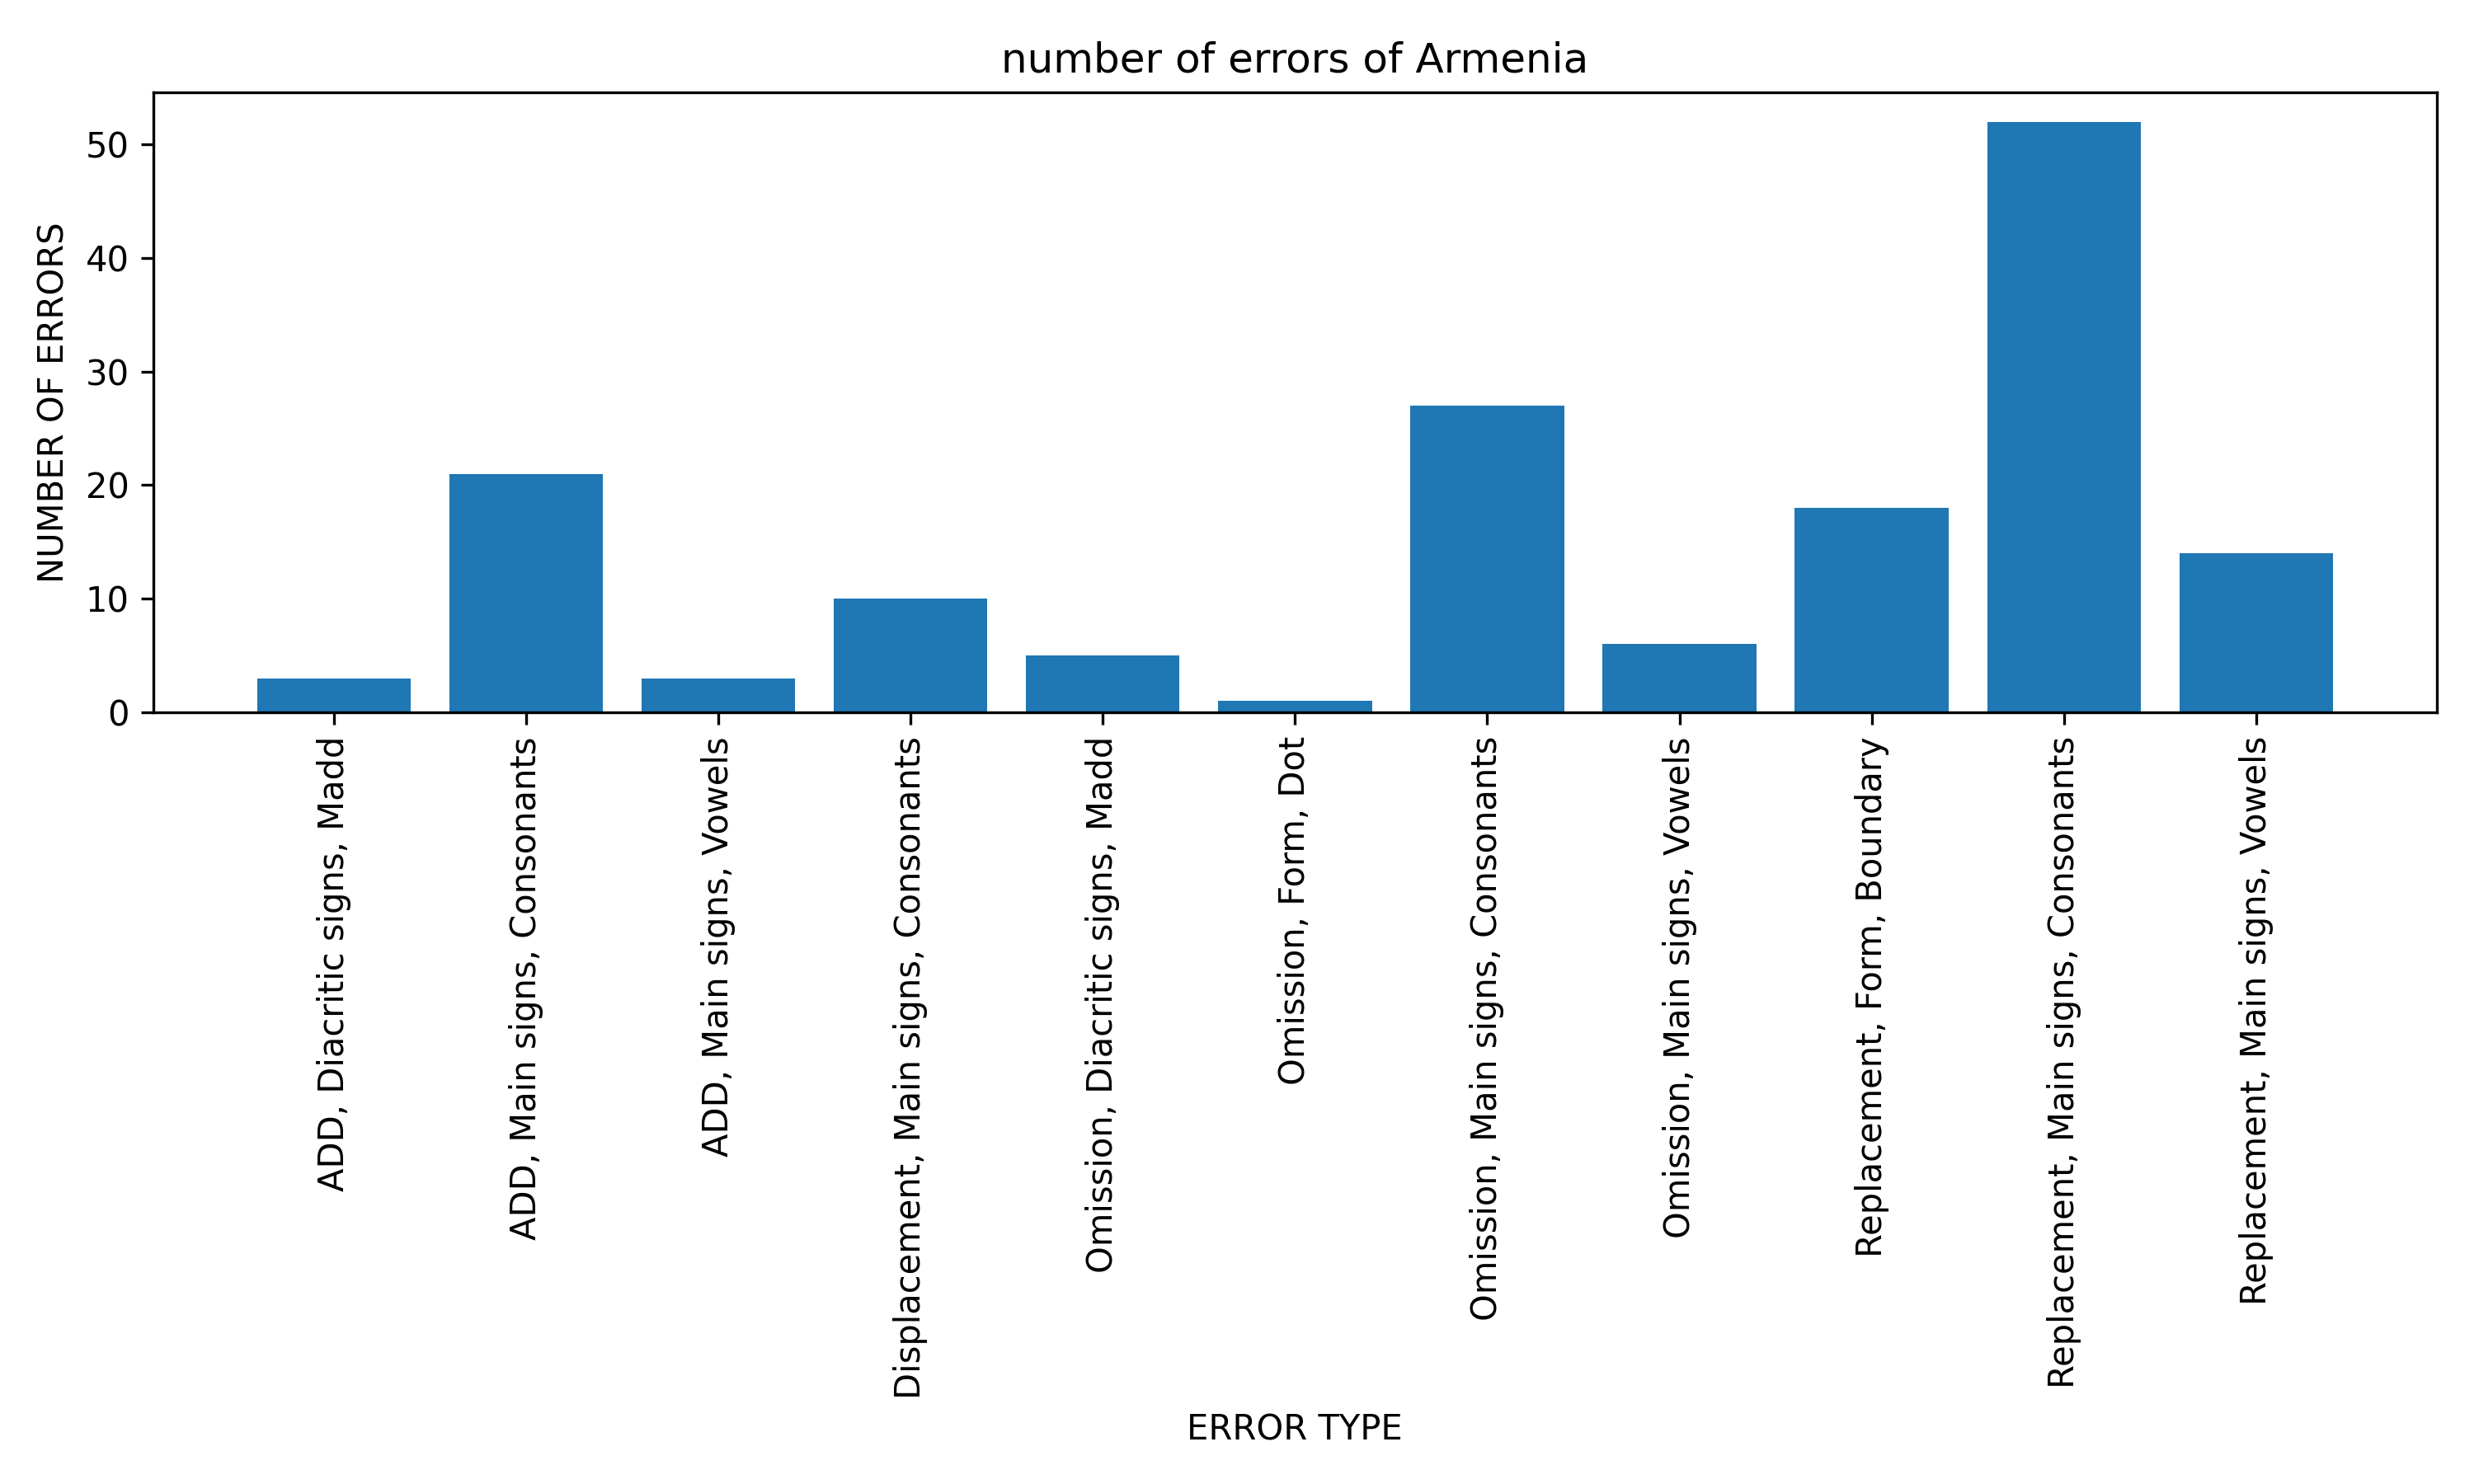 number of errors of Armenia
NUMBER OF ERRORS
50
40
30
20
10
0
ADD, Diacritic signs, Madd
ADD, Main signs, Consonants
ADD, Main signs, Vowels
Displacement, Main signs, Consonants
Omission, Diacritic signs, Madd
Omission, Form, Dot
Omission, Main signs, Consonants
Omission, Main signs, Vowels
Replacement, Form, Boundary
Replacement, Main signs, Consonants
Replacement, Main signs, Vowels
ERROR TYPE